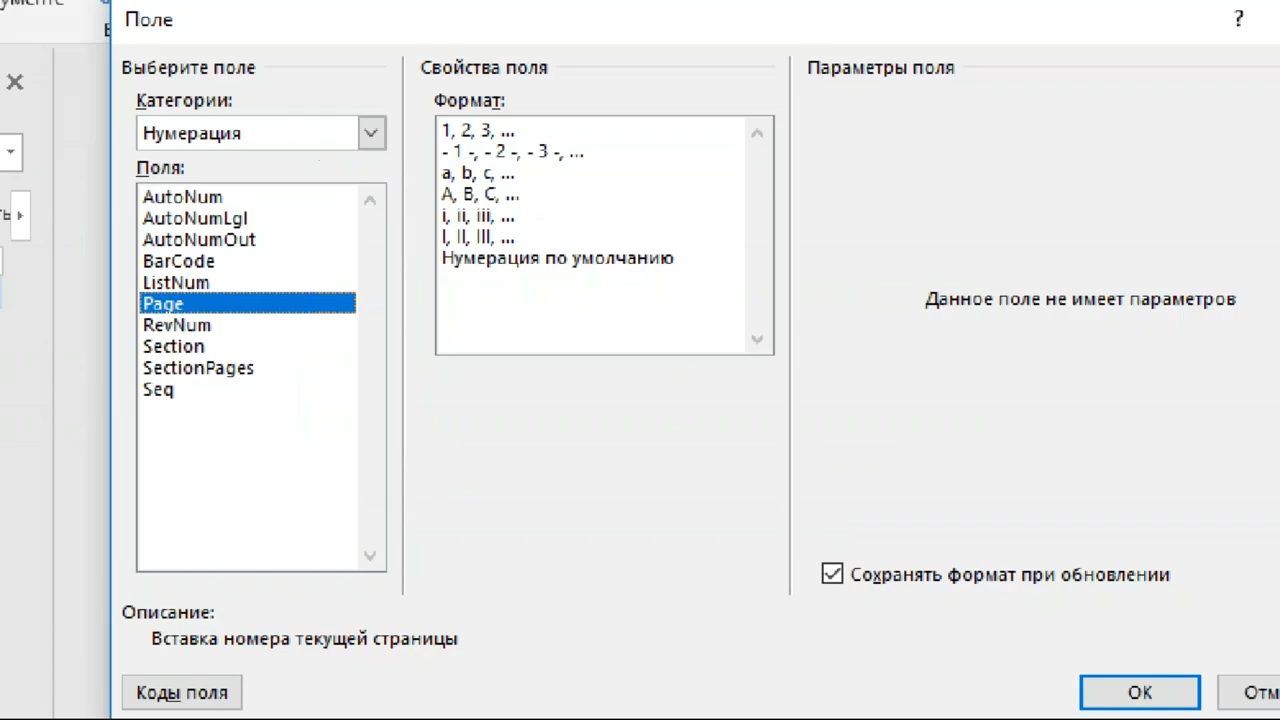 Поле
?
Выберите поле
Категории:
Нумерация
Поля:
AutoNum
AutoNumLgl
AutoNumOut
BarCode
ListNum
Page
RevNum
Section
SectionPages
Seq
Свойства поля
Формат:
1, 2, 3, ...
- 1 -, - 2 -, - 3 -, ...
a, b, c, ...
A, B, C, ...
i, ii, iii, ...
I, II, III, ...
Нумерация по умолчанию
Параметры поля
Данное поле не имеет параметров
Сохранять формат при обновлении
Описание:
Вставка номера текущей страницы
Коды поля
ОК
Отм